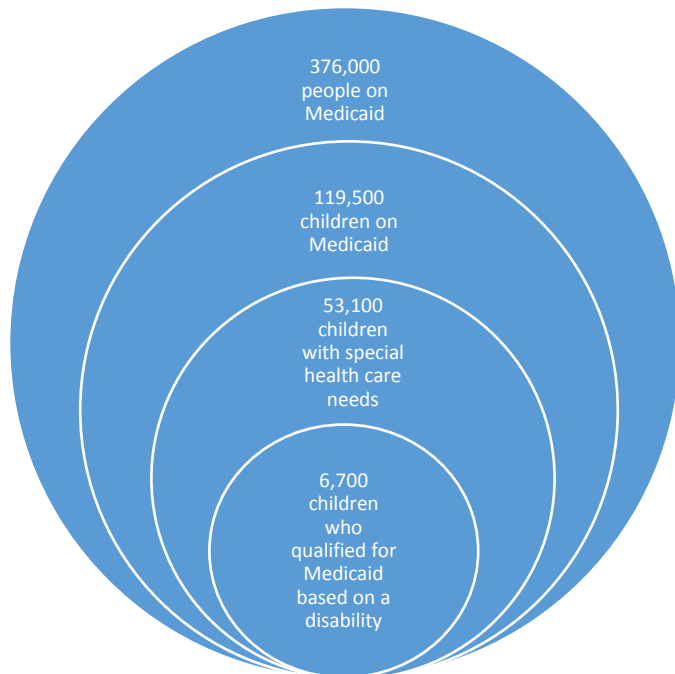 376,000
people on
Medicaid
119,500
children on
Medicaid
53,100
children
with special
health care
needs
6,700
children
who
qualified for
Medicaid
based on a
disability